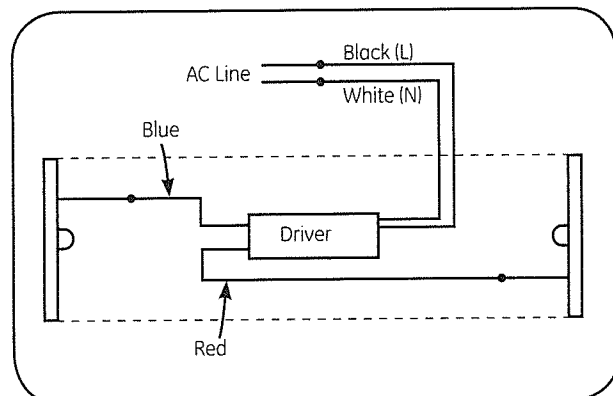 Black (L)
AC Line
White (N)
Blue
Driver
Red